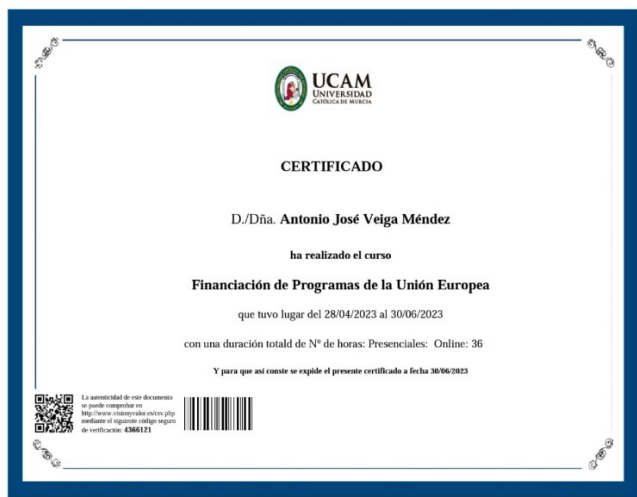 UCAM
UNIVERSIDAD
CATÓLICA DE MURCIA
CERTIFICADO
D./Dña. Antonio José Veiga Méndez
ha realizado el curso
Financiación de Programas de la Unión Europea
que tuvo lugar del 28/04/2023 al 30/06/2023
con una duración totald de Nº de horas: Presenciales: Online: 36
Y para que así conste se expide el presente certificado a fecha 30/06/2023
La autenticidad de este documento
se puede comprobar en
http://www.visionyvalor.es/csv.php
mediante el siguiente código seguro
de verificación: 4366121